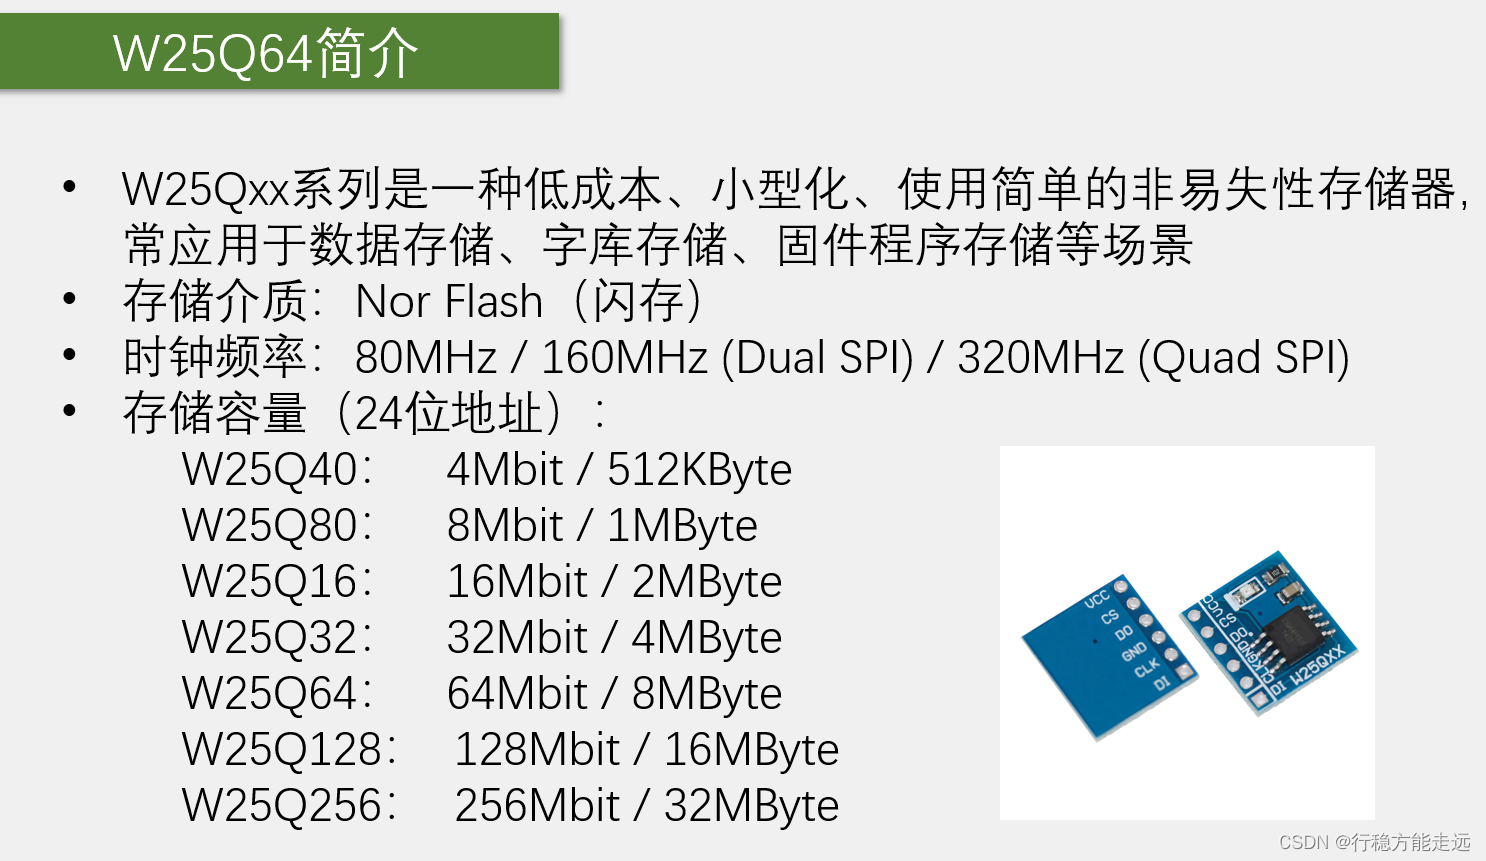 W25Q64简介
• W25Qxx系列是一种低成本、小型化、使用简单的非易失性存储器，
常应用于数据存储、字库存储、固件程序存储等场景
• 存储介质：Nor Flash（闪存）
• 时钟频率：80MHz / 160MHz (Dual SPI) / 320MHz (Quad SPI)
• 存储容量（24位地址）：
W25Q40： 4Mbit / 512KByte
W25Q80： 8Mbit / 1MByte
W25Q16： 16Mbit / 2MByte
W25Q32： 32Mbit / 4MByte
W25Q64： 64Mbit / 8MByte
W25Q128： 128Mbit / 16MByte
W25Q256： 256Mbit / 32MByte
VCC
CS
DO
GND
CLK
DI
VCC
CS
DO
GND
CLK
DI
W25QXX
CSDN @行稳方能走远